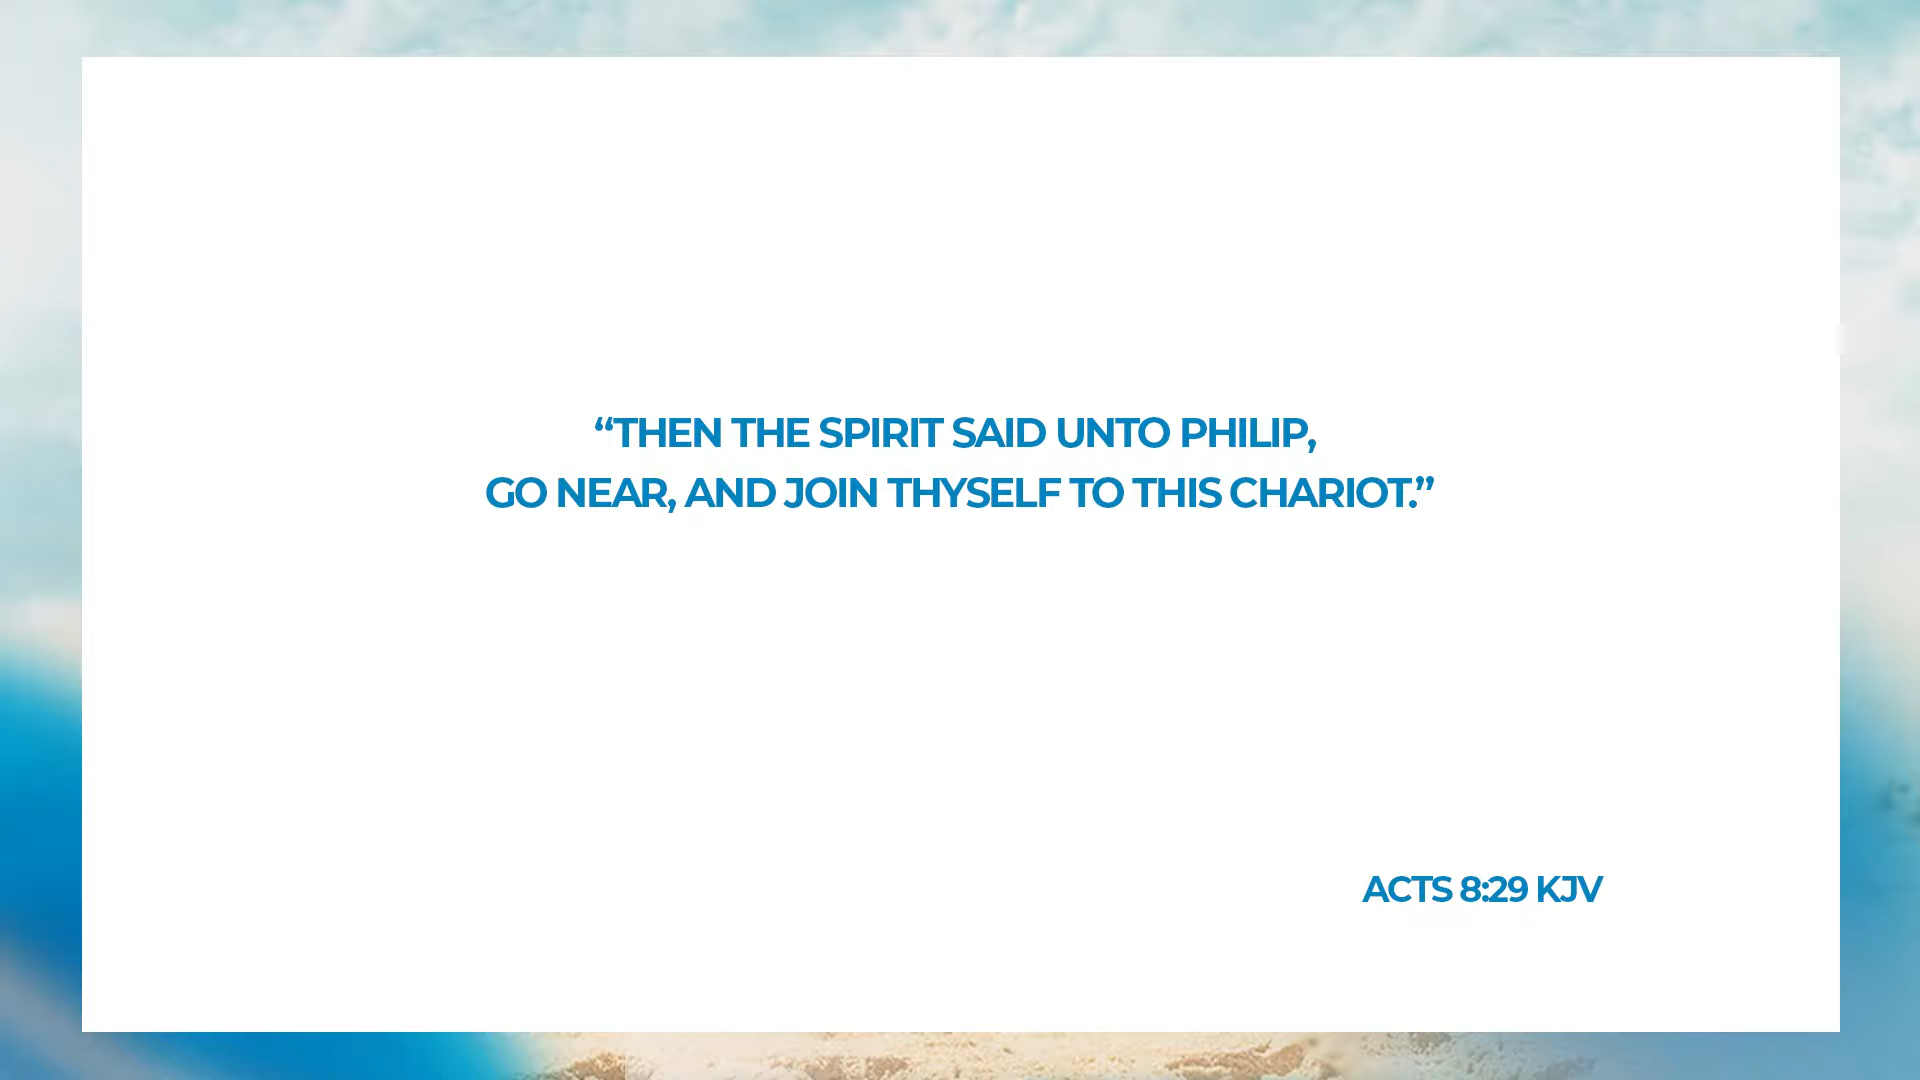 “THEN THE SPIRIT SAID UNTO PHILIP,
GO NEAR, AND JOIN THYSELF TO THIS CHARIOT.”
ACTS 8:29 KJV